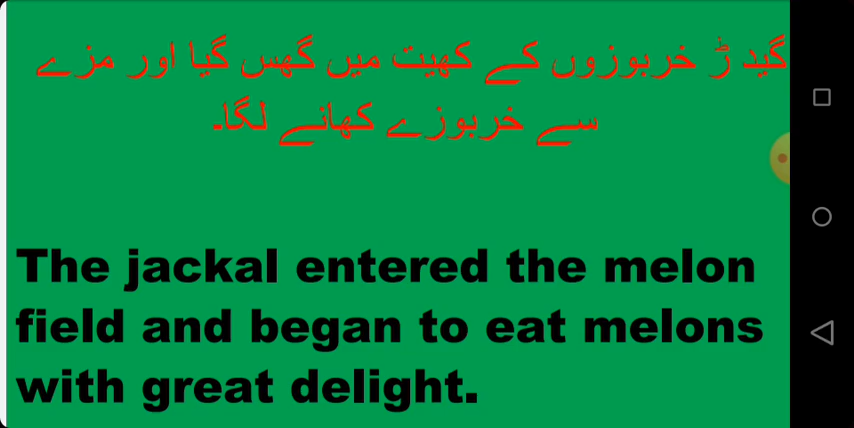 گیدڑ خربوزوں کے کھیت میں گھس گیا اور مزے
سے خربوزے کھانے لگا۔
The jackal entered the melon
field and began to eat melons
with great delight.